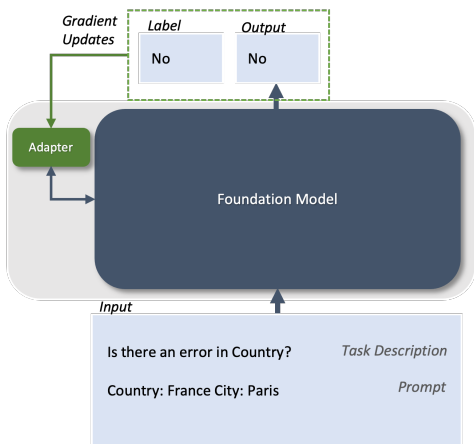 Gradient
Updates
Label
Output
No
No
Adapter
Foundation Model
Input
Is there an error in Country?
Task Description
Country: France City: Paris
Prompt